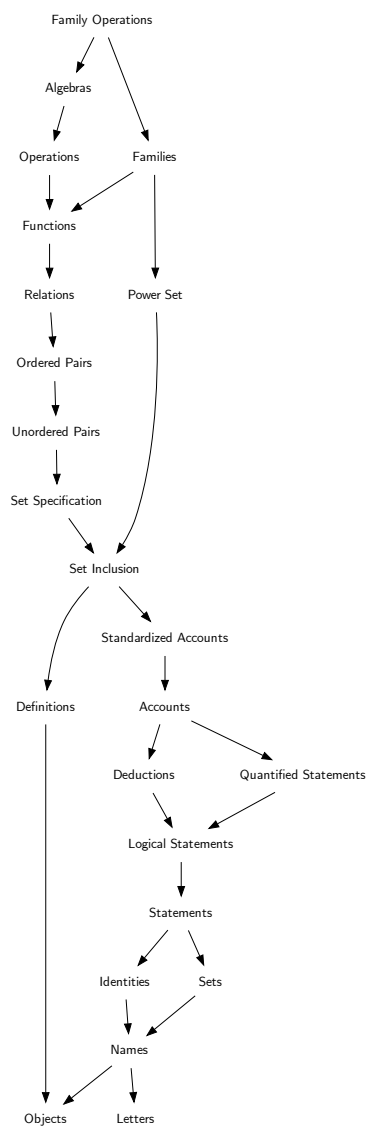 Family Operations
Algebras
Operations
Families
Functions
Relations
Power Set
Ordered Pairs
Unordered Pairs
Set Specification
Set Inclusion
Standardized Accounts
Definitions
Accounts
Deductions
Quantified Statements
Logical Statements
Statements
Identities
Sets
Names
Objects
Letters